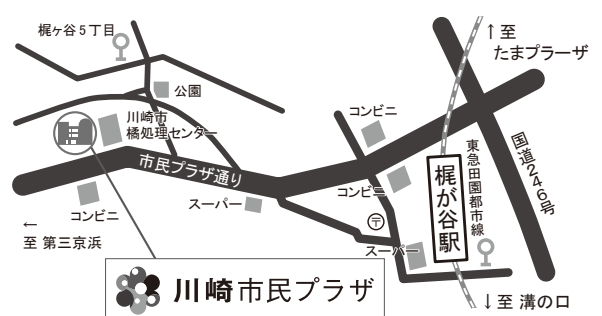 梶ヶ谷5丁目
↑至
たまプラーザ
公園
川崎市
橘処理センター
コンビニ
国道246号
東急田園都市線
市民プラザ通り
梶が谷駅
コンビニ
コンビニ
スーパー
〒
←
至 第三京浜
スーパー
川崎市民プラザ
↓至 溝の口